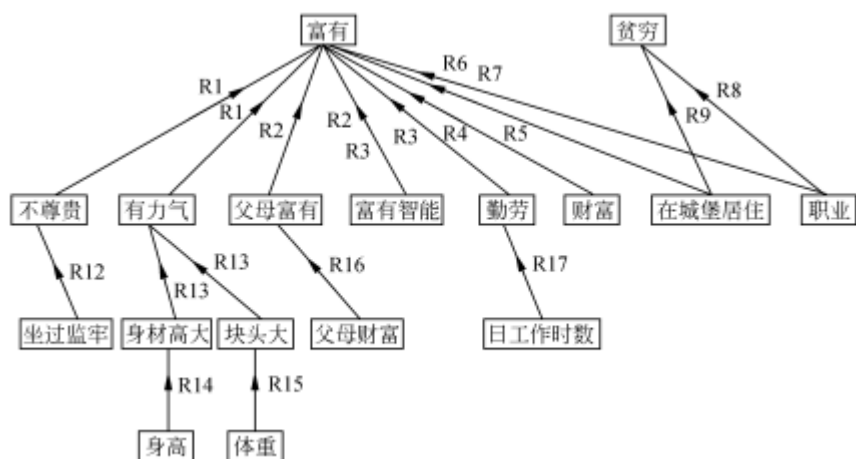 富有
贫穷
R6
R7
R1
R1
R2
R2
R3
R3
R4
R5
R9
R8
不尊贵
有力气
父母富有
富有智能
勤劳
财富
在城堡居住
职业
R12
R13
R13
R16
R17
坐过监牢
身材高大
块头大
父母财富
日工作时数
R14
R15
身高
体重